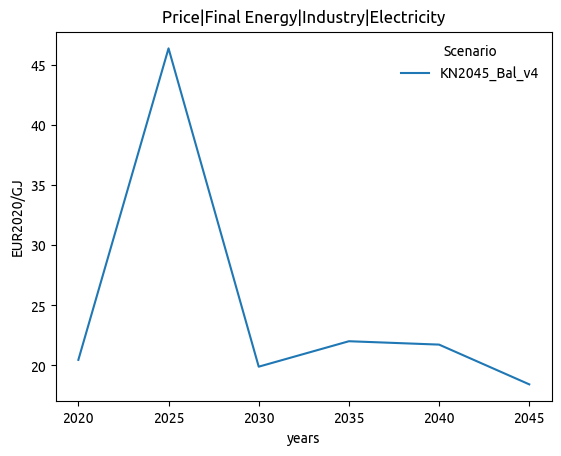 Price|Final Energy|Industry|Electricity
Scenario
KN2045_Bal_v4
45
40
35
30
25
20
EUR2020/GJ
2020 2025 2030 2035 2040 2045
years